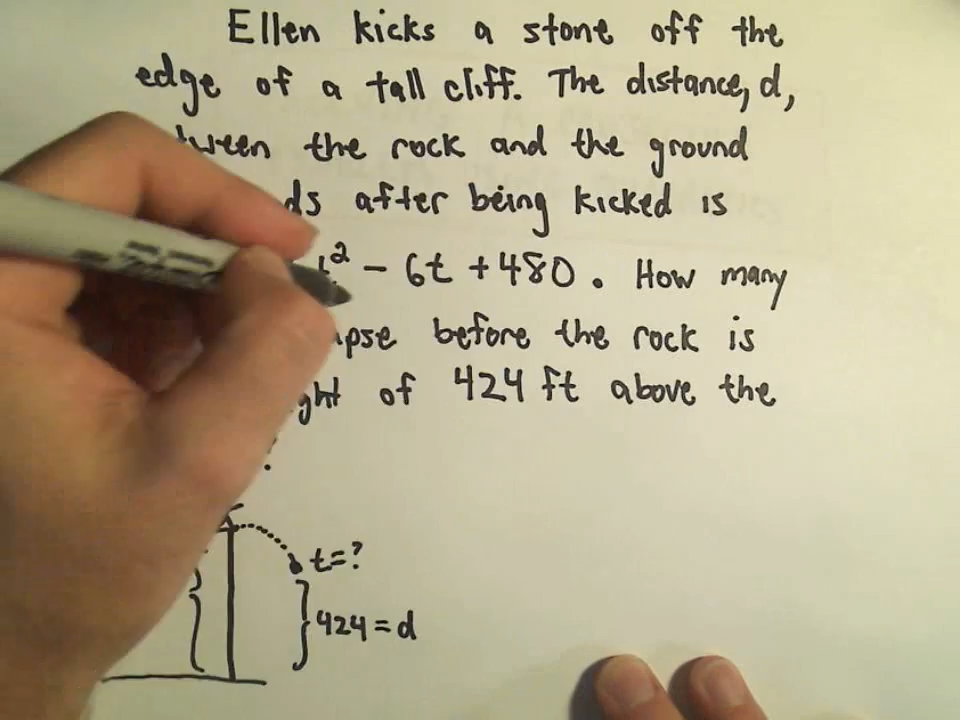 Ellen kicks a stone off the
edge of a tall cliff. The distance, d,
the rock and the ground
after being kicked is
t² - 6t + 480. How many
before the rock is
of 424 ft above the
t=?
424 = d